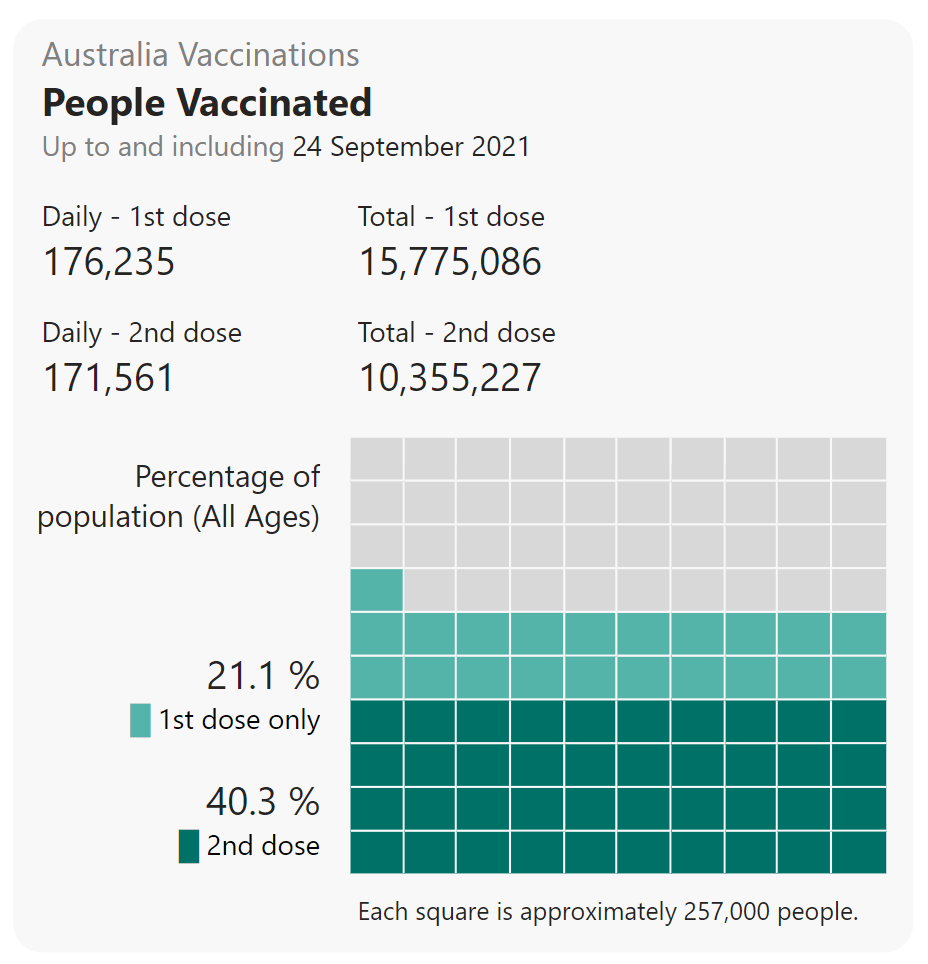 Australia Vaccinations
People Vaccinated
Up to and including 24 September 2021
Daily - 1st dose
176,235
Total - 1st dose
15,775,086
Daily - 2nd dose
171,561
Total - 2nd dose
10,355,227
Percentage of
population (All Ages)
21.1 %
1st dose only
40.3 %
2nd dose
Each square is approximately 257,000 people.